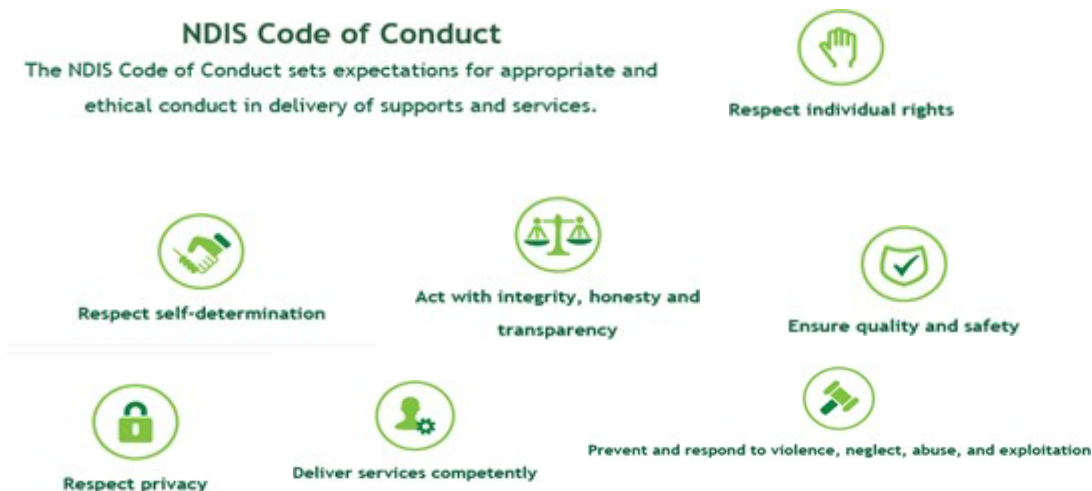 NDIS Code of Conduct
The NDIS Code of Conduct sets expectations for appropriate and
ethical conduct in delivery of supports and services.
Respect individual rights
Respect self-determination
Act with integrity, honesty and
transparency
Ensure quality and safety
Respect privacy
Deliver services competently
Prevent and respond to violence, neglect, abuse, and exploitation